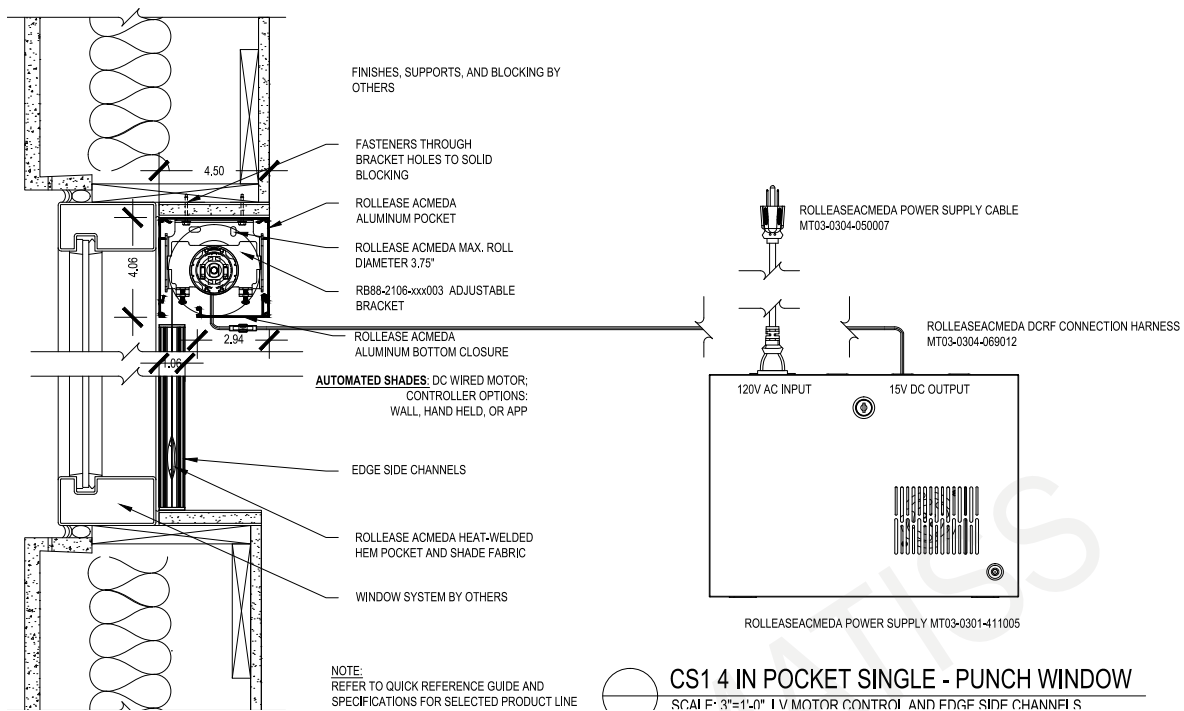 FINISHES, SUPPORTS, AND BLOCKING BY
OTHERS
FASTENERS THROUGH
BRACKET HOLES TO SOLID
BLOCKING
4.50
ROLLEASE ACMEDA
ALUMINUM POCKET
ROLLEASE ACMEDA MAX. ROLL
DIAMETER 3.75"
4.06
RB88-2106-xxx003 ADJUSTABLE
BRACKET
ROLLEASE ACMEDA
ALUMINUM BOTTOM CLOSURE
2.94
1.06
AUTOMATED SHADES: DC WIRED MOTOR;
CONTROLLER OPTIONS:
WALL, HAND HELD, OR APP
EDGE SIDE CHANNELS
ROLLEASE ACMEDA HEAT-WELDED
HEM POCKET AND SHADE FABRIC
WINDOW SYSTEM BY OTHERS
NOTE:
REFER TO QUICK REFERENCE GUIDE AND
SPECIFICATIONS FOR SELECTED PRODUCT LINE
ROLLEASEACMEDA POWER SUPPLY CABLE
MT03-0304-050007
ROLLEASEACMEDA DCRF CONNECTION HARNESS
MT03-0304-069012
120V AC INPUT
15V DC OUTPUT
ROLLEASEACMEDA POWER SUPPLY MT03-0301-411005
CS1 4 IN POCKET SINGLE - PUNCH WINDOW
SCALE: 3"=1'-0" LV MOTOR CONTROL AND EDGE SIDE CHANNELS